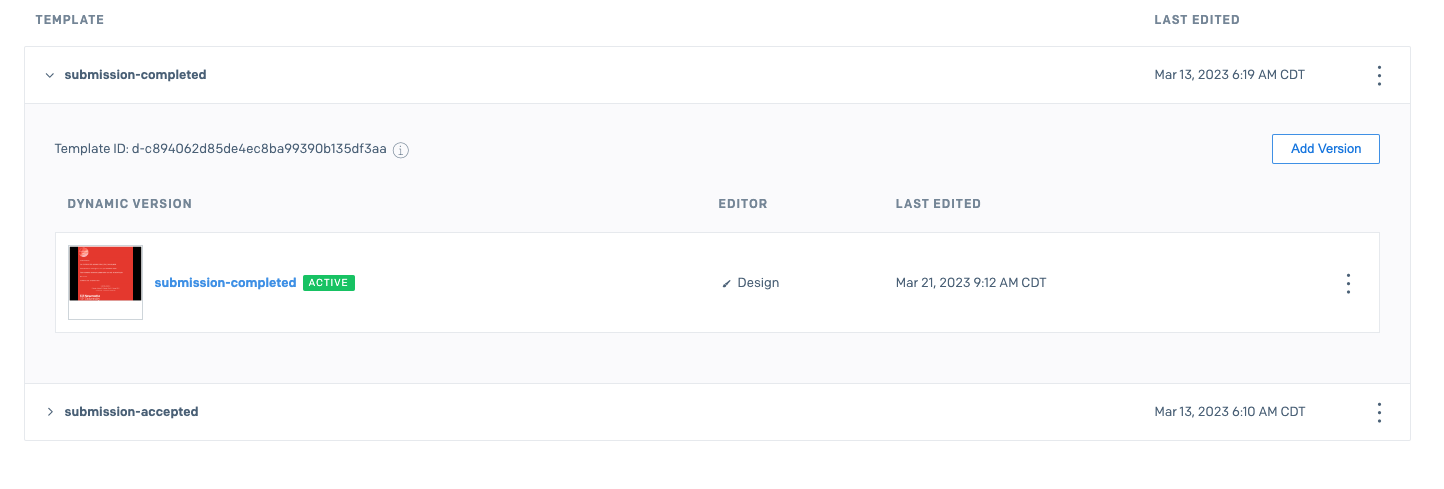 TEMPLATE LAST EDITED
submission-completed Mar 13, 2023 6:19 AM CDT
Template ID: d-c894062d85de4ec8ba99390b135df3aa
Add Version
DYNAMIC VERSION EDITOR LAST EDITED
submission-completed ACTIVE Design Mar 21, 2023 9:12 AM CDT
submission-accepted Mar 13, 2023 6:10 AM CDT